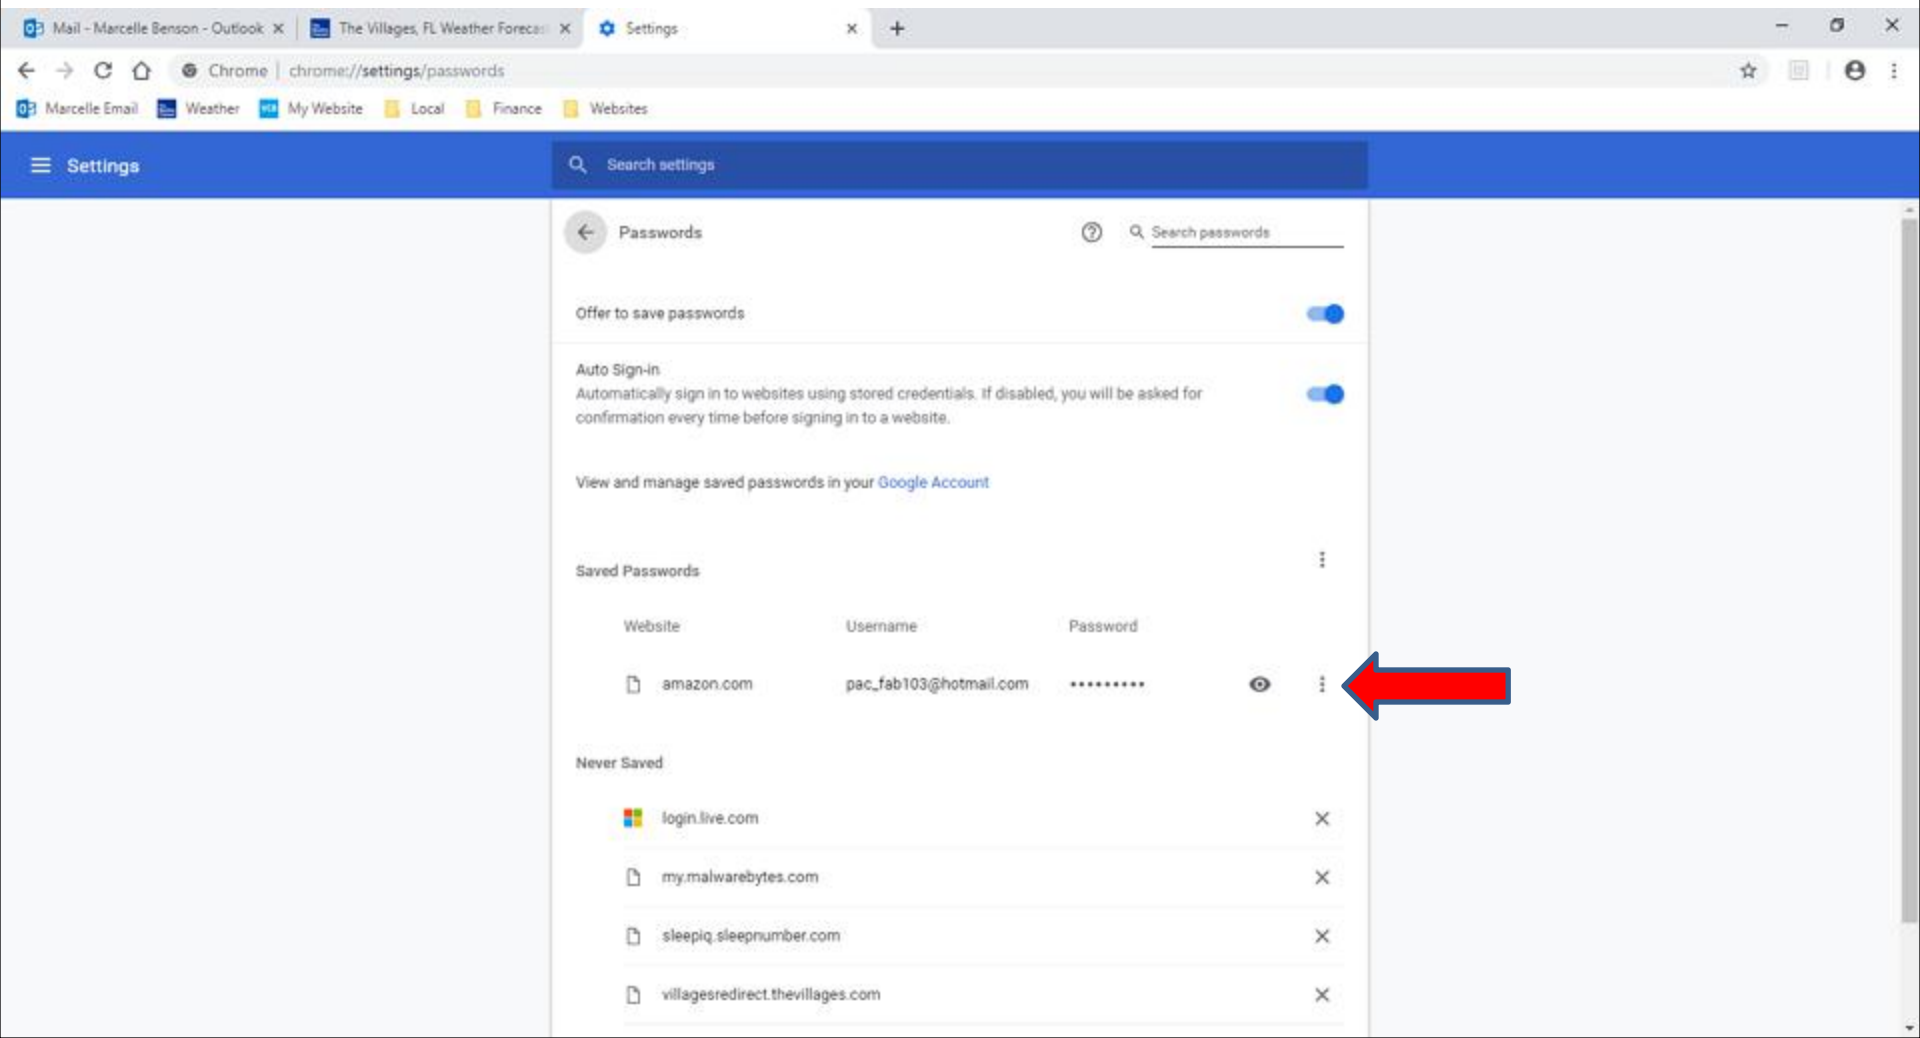 Mail - Marcelle Benson - Outlook
The Villages, FL Weather Forecas
Settings
Chrome | chrome://settings/passwords
Marcelle Email Weather My Website Local Finance Websites
Settings
Search settings
Passwords
Search passwords
Offer to save passwords
Auto Sign-in
Automatically sign in to websites using stored credentials. If disabled, you will be asked for
confirmation every time before signing in to a website.
View and manage saved passwords in your Google Account
Saved Passwords
Website Username Password
amazon.com pac_fab103@hotmail.com •••••••••
Never Saved
login.live.com
my.malwarebytes.com
sleepiq.sleepnumber.com
villagesredirect.thevillages.com